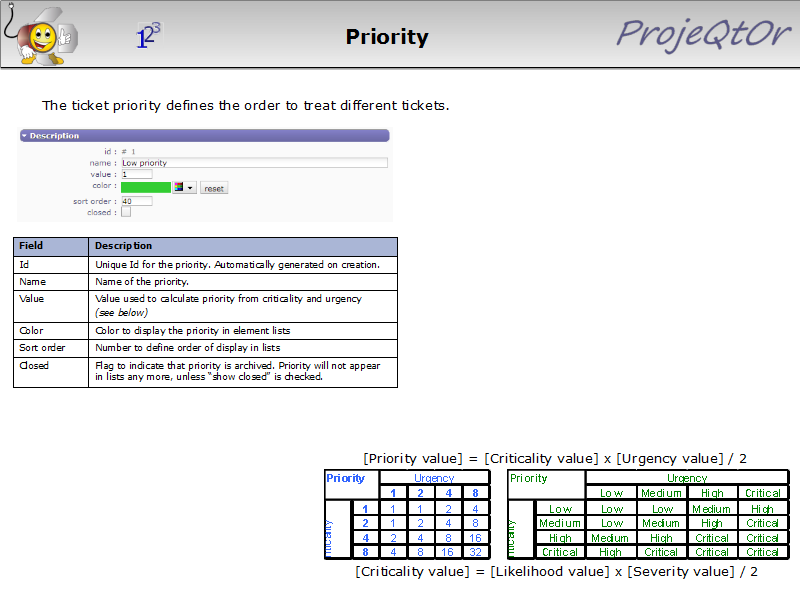 123
Priority
ProjeQtOr
The ticket priority defines the order to treat different tickets.
Description
id : # 1
name : Low priority
value : 1
color : reset
sort order : 40
closed :
Field Description
Id Unique Id for the priority. Automatically generated on creation.
Name Name of the priority.
Value Value used to calculate priority from criticality and urgency
(see below)
Color Color to display the priority in element lists
Sort order Number to define order of display in lists
Closed Flag to indicate that priority is archived. Priority will not appear
in lists any more, unless “show closed” is checked.
[Priority value] = [Criticality value] x [Urgency value] / 2
Priority Urgency
1 2 4 8
1 1 1 2 4
2 1 2 4 8
4 2 4 8 16
8 4 8 16 32
Priority Urgency
Low Medium High Critical
Low Low Low Medium High
Medium Low Medium High Critical
High Medium High Critical Critical
Critical High Critical Critical Critical
[Criticality value] = [Likelihood value] x [Severity value] / 2